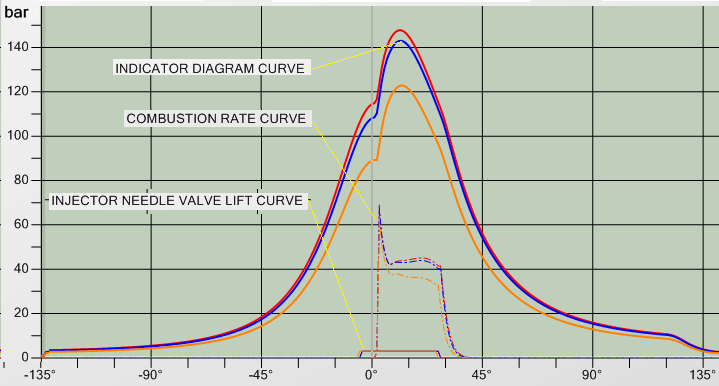 bar
140
INDICATOR DIAGRAM CURVE
120
COMBUSTION RATE CURVE
100
80
INJECTOR NEEDLE VALVE LIFT CURVE
60
40
20
0
-135° -90° -45° 0° 45° 90° 135°